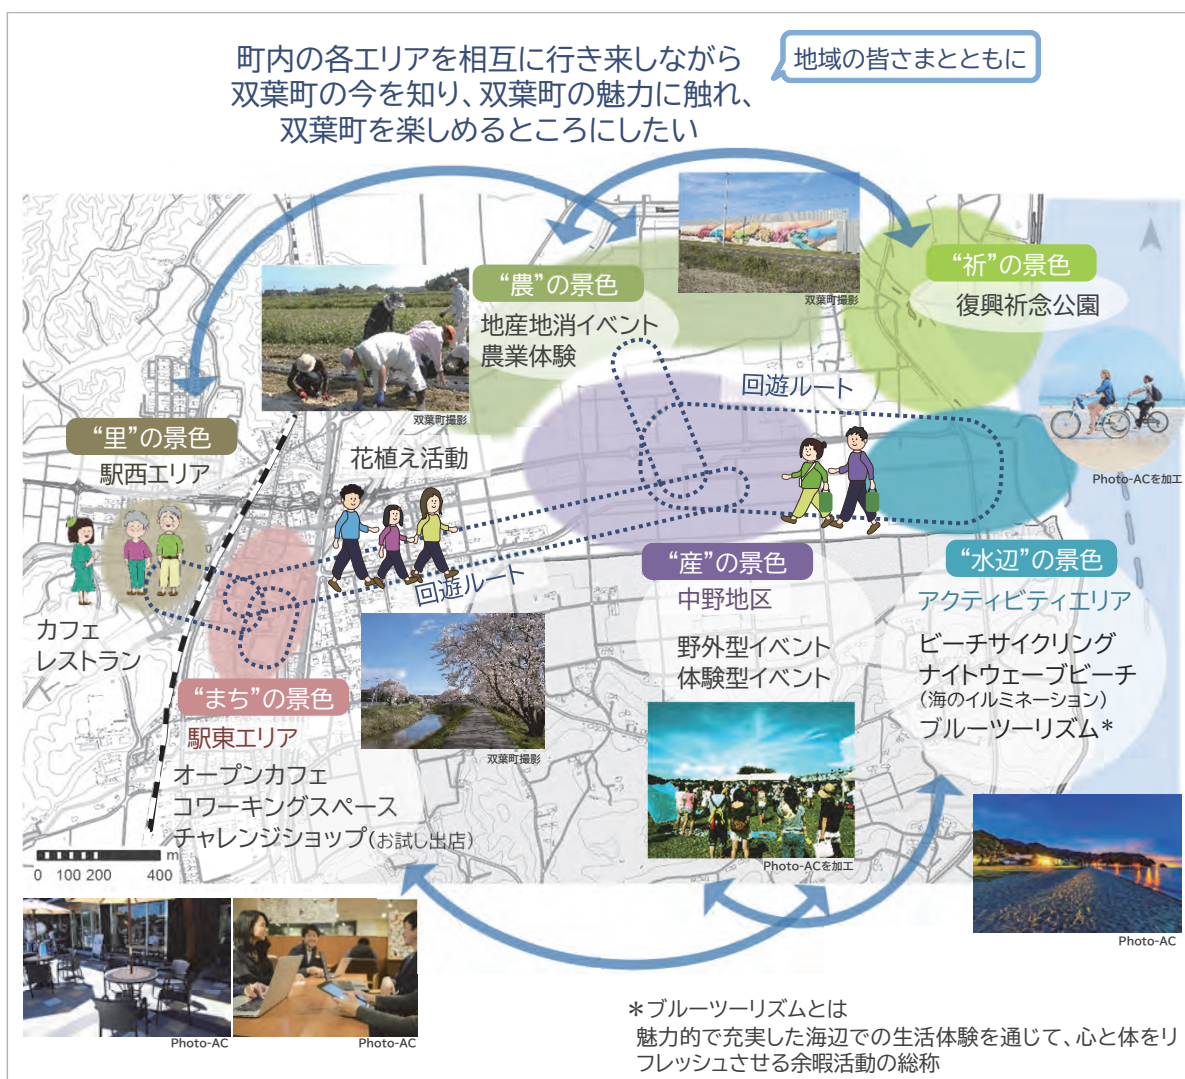 町内の各エリアを相互に行き来しながら
双葉町の今を知り、双葉町の魅力に触れ、
双葉町を楽しめるところにしたい
地域の皆さまとともに
双葉町撮影
“農”の景色
地産地消イベント
農業体験
“祈”の景色
復興祈念公園
双葉町撮影
回遊ルート
Photo-ACを加工
“里”の景色
駅西エリア
花植え活動
カフェ
レストラン
回遊ルート
“まち”の景色
駅東エリア
オープンカフェ
コワーキングスペース
チャレンジショップ(お試し出店)
双葉町撮影
“産”の景色
中野地区
野外型イベント
体験型イベント
Photo-ACを加工
“水辺”の景色
アクティビティエリア
ビーチサイクリング
ナイトウェーブビーチ
(海のイルミネーション)
ブルーツーリズム*
Photo-AC
m
0 100 200 400
Photo-AC
Photo-AC
*ブルーツーリズムとは
魅力的で充実した海辺での生活体験を通じて、心と体をリ
フレッシュさせる余暇活動の総称